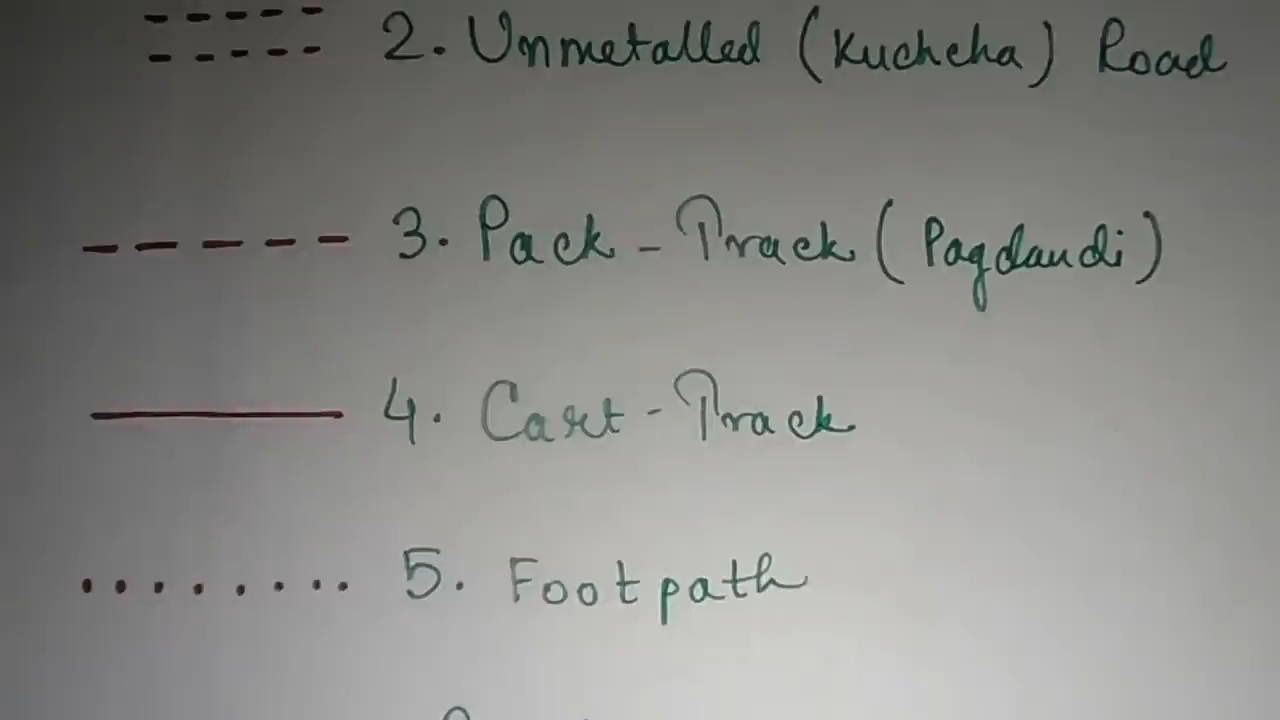 2. Unmetalled (Kuchcha) Road
3. Pack-Track (Pagdandi)
4. Cart-Track
5. Footpath